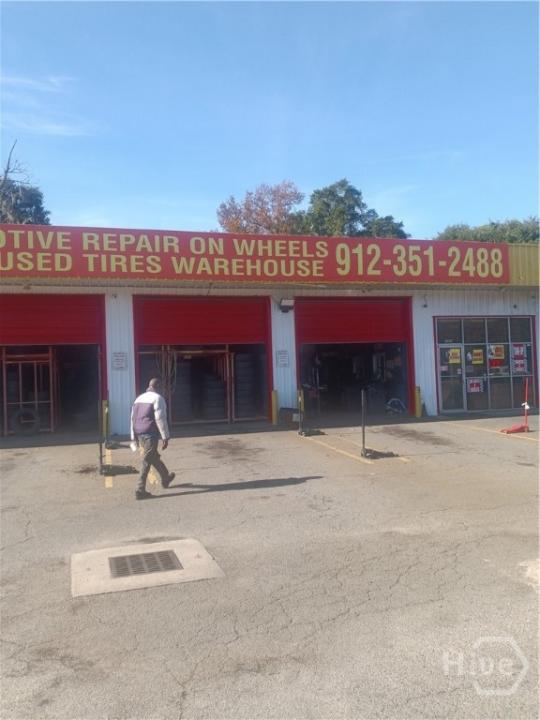 OTIVE REPAIR ON WHEELS
USED TIRES WAREHOUSE
912-351-2488
Hive